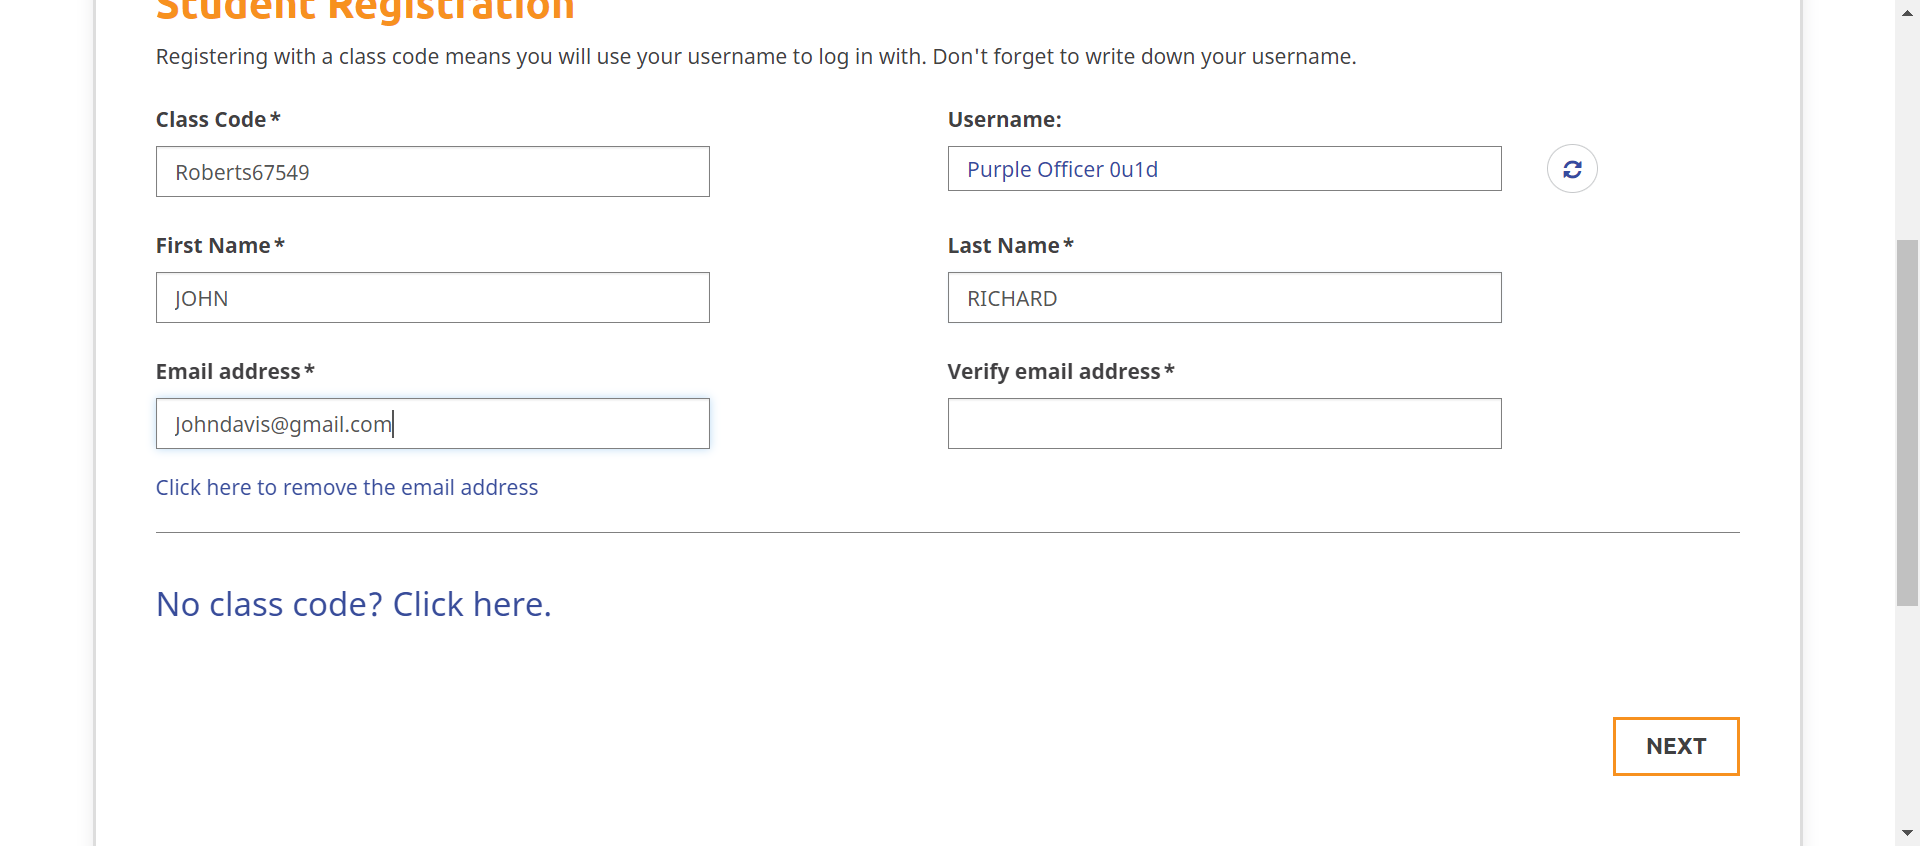 Student Registration
Registering with a class code means you will use your username to log in with. Don't forget to write down your username.
Class Code*
Username:
Roberts67549
Purple Officer 0u1d
First Name*
Last Name*
JOHN
RICHARD
Email address*
Verify email address*
Johndavis@gmail.com
Click here to remove the email address
No class code? Click here.
NEXT